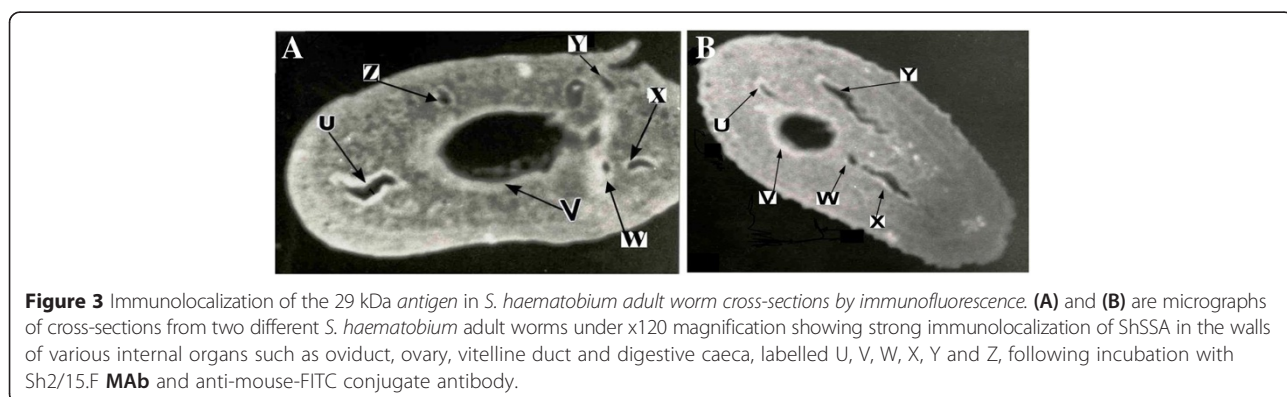 A
Y
Z
X
U
V
W
B
Y
U
V
W
X
Figure 3 Immunolocalization of the 29 kDa antigen in S. haematobium adult worm cross-sections by immunofluorescence. (A) and (B) are micrographs
of cross-sections from two different S. haematobium adult worms under x120 magnification showing strong immunolocalization of ShSSA in the walls
of various internal organs such as oviduct, ovary, vitelline duct and digestive caeca, labelled U, V, W, X, Y and Z, following incubation with
Sh2/15.F MAb and anti-mouse-FITC conjugate antibody.